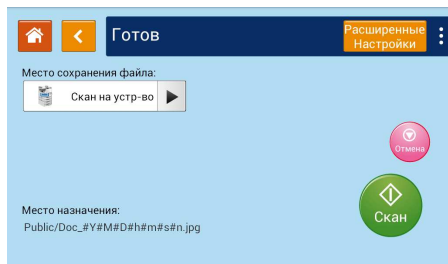 Готов
Расширенные
Настройки
Место сохранения файла:
Скан на устр-во
Отмена
Скан
Место назначения:
Public/Doc_#Y#M#D#h#m#s#n.jpg